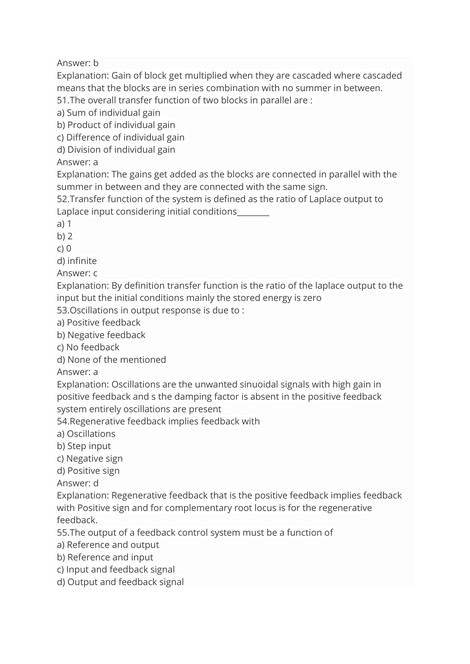 Answer: b
Explanation: Gain of block get multiplied when they are cascaded where cascaded
means that the blocks are in series combination with no summer in between.
51.The overall transfer function of two blocks in parallel are :
a) Sum of individual gain
b) Product of individual gain
c) Difference of individual gain
d) Division of individual gain
Answer: a
Explanation: The gains get added as the blocks are connected in parallel with the
summer in between and they are connected with the same sign.
52.Transfer function of the system is defined as the ratio of Laplace output to
Laplace input considering initial conditions________
a) 1
b) 2
c) 0
d) infinite
Answer: c
Explanation: By definition transfer function is the ratio of the laplace output to the
input but the initial conditions mainly the stored energy is zero
53.Oscillations in output response is due to :
a) Positive feedback
b) Negative feedback
c) No feedback
d) None of the mentioned
Answer: a
Explanation: Oscillations are the unwanted sinuoidal signals with high gain in
positive feedback and s the damping factor is absent in the positive feedback
system entirely oscillations are present
54.Regenerative feedback implies feedback with
a) Oscillations
b) Step input
c) Negative sign
d) Positive sign
Answer: d
Explanation: Regenerative feedback that is the positive feedback implies feedback
with Positive sign and for complementary root locus is for the regenerative
feedback.
55.The output of a feedback control system must be a function of
a) Reference and output
b) Reference and input
c) Input and feedback signal
d) Output and feedback signal